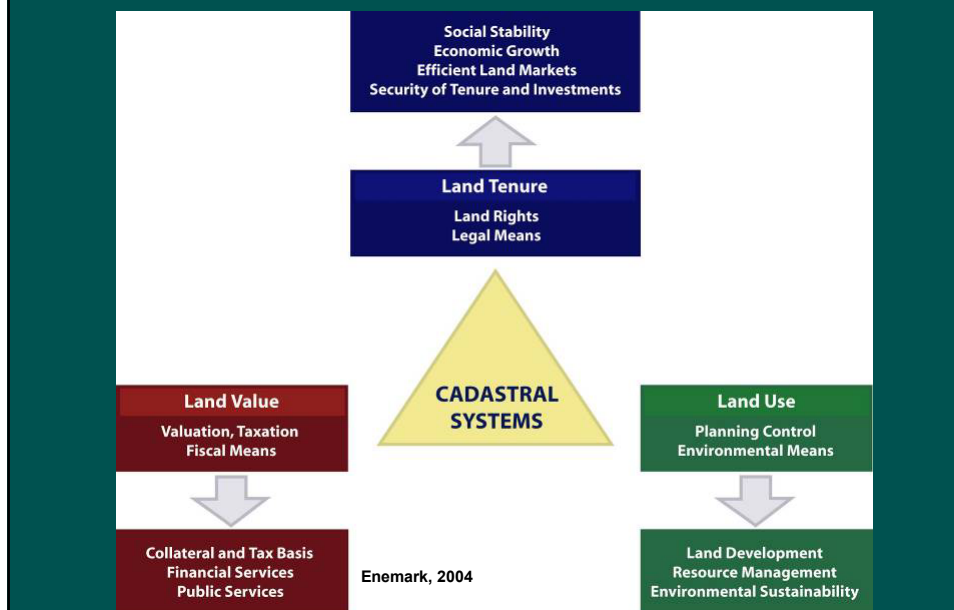 Social Stability
Economic Growth
Efficient Land Markets
Security of Tenure and Investments
Land Tenure
Land Rights
Legal Means
CADASTRAL
SYSTEMS
Land Value
Valuation, Taxation
Fiscal Means
Collateral and Tax Basis
Financial Services
Public Services
Land Use
Planning Control
Environmental Means
Land Development
Resource Management
Environmental Sustainability
Enemark, 2004